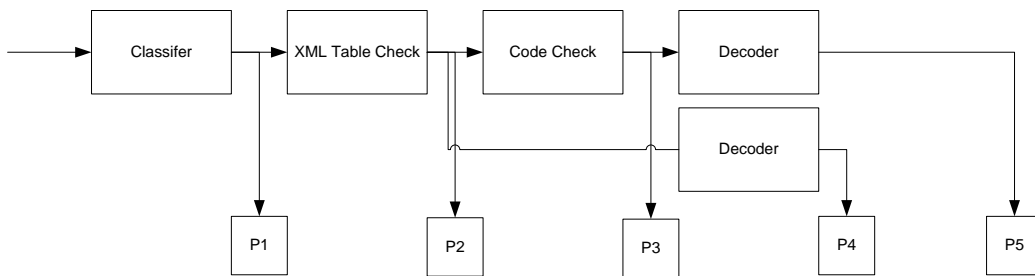 Classifer
XML Table Check
Code Check
Decoder
Decoder
P1
P2
P3
P4
P5